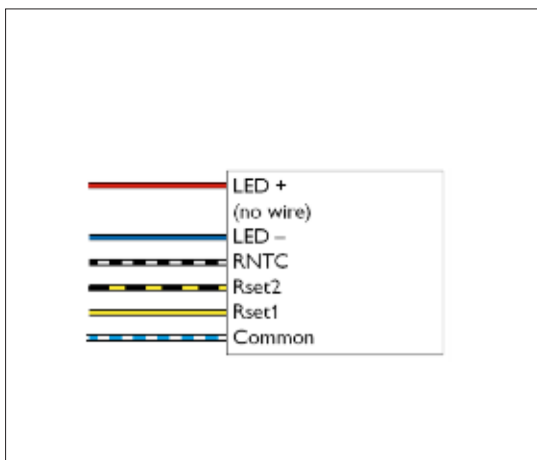 LED +
(no wire)
LED –
RNTC
Rset2
Rset1
Common